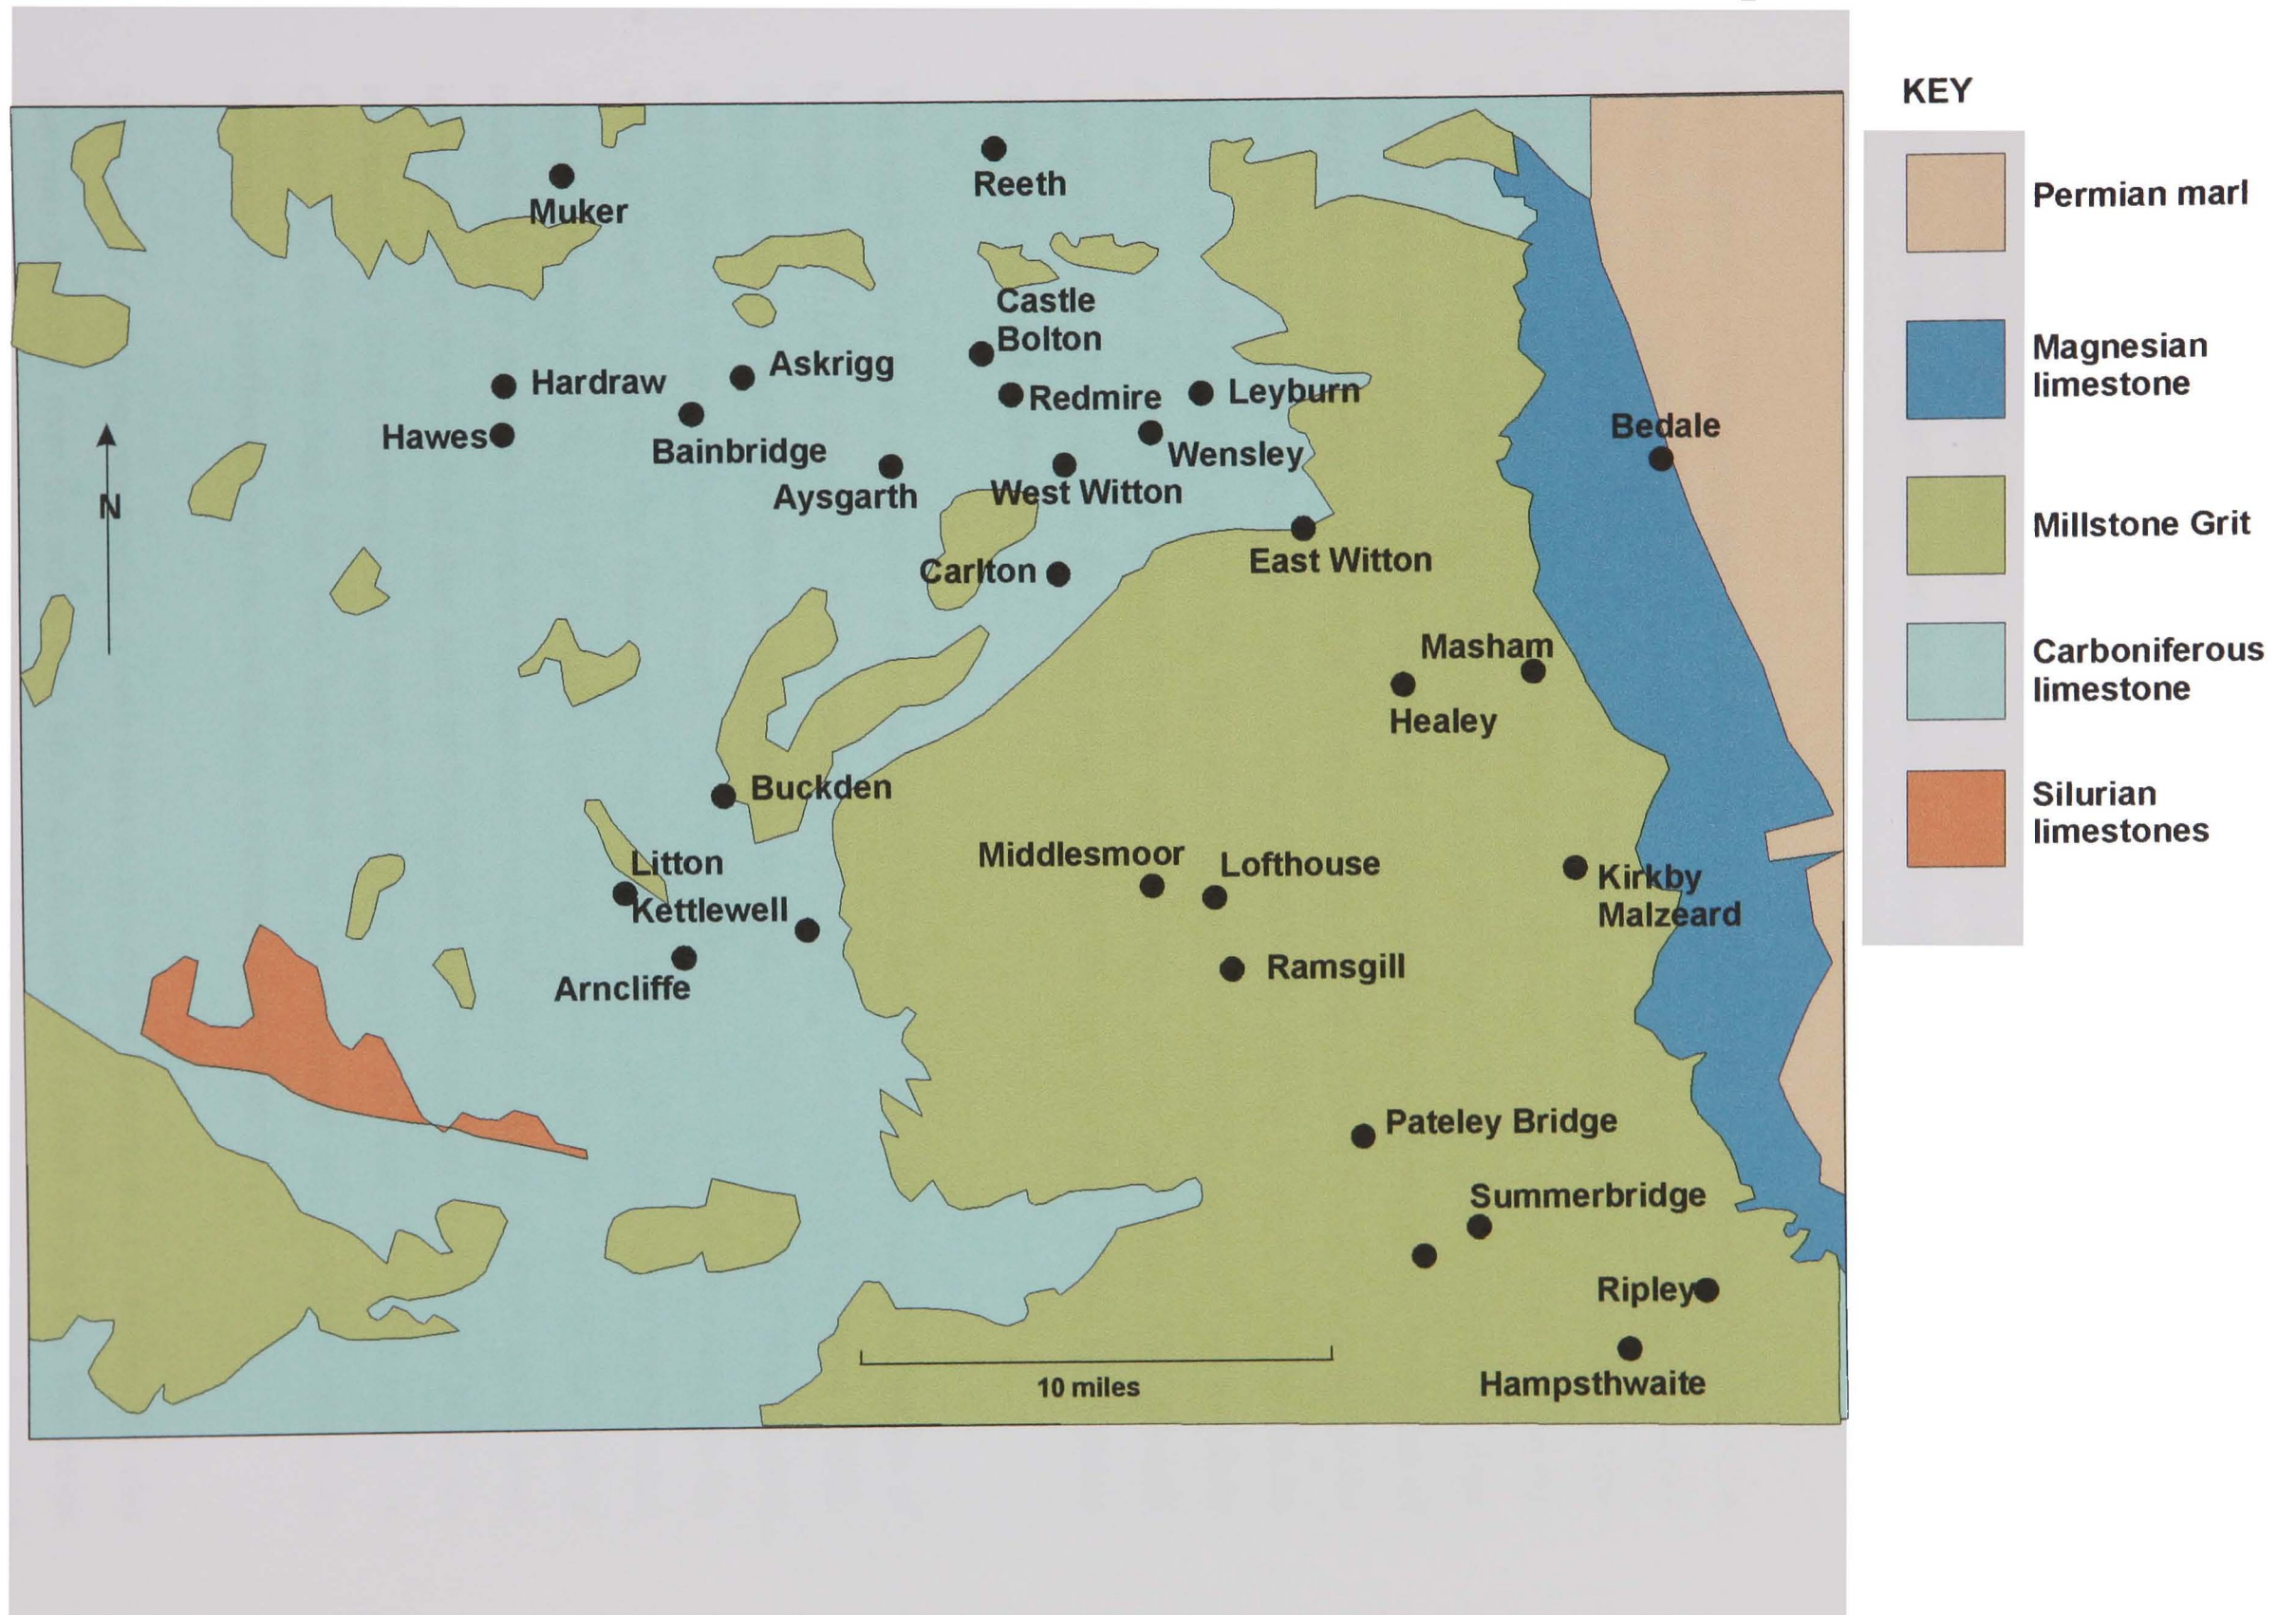 KEY
Permian marl
Magnesian
limestone
Millstone Grit
Carboniferous
limestone
Silurian
limestones
Muker
Reeth
Castle
Bolton
Hardraw
Askrigg
Redmire
Leyburn
Hawes
Bainbridge
Wensley
Bedale
Aysgarth
West Witton
N
Carlton
East Witton
Masham
Healey
Buckden
Litton
Kettlewell
Middlesmoor
Lofthouse
Kirkby
Malzeard
Arncliffe
Ramsgill
Pateley Bridge
Summerbridge
Ripley
Hampsthwaite
10 miles